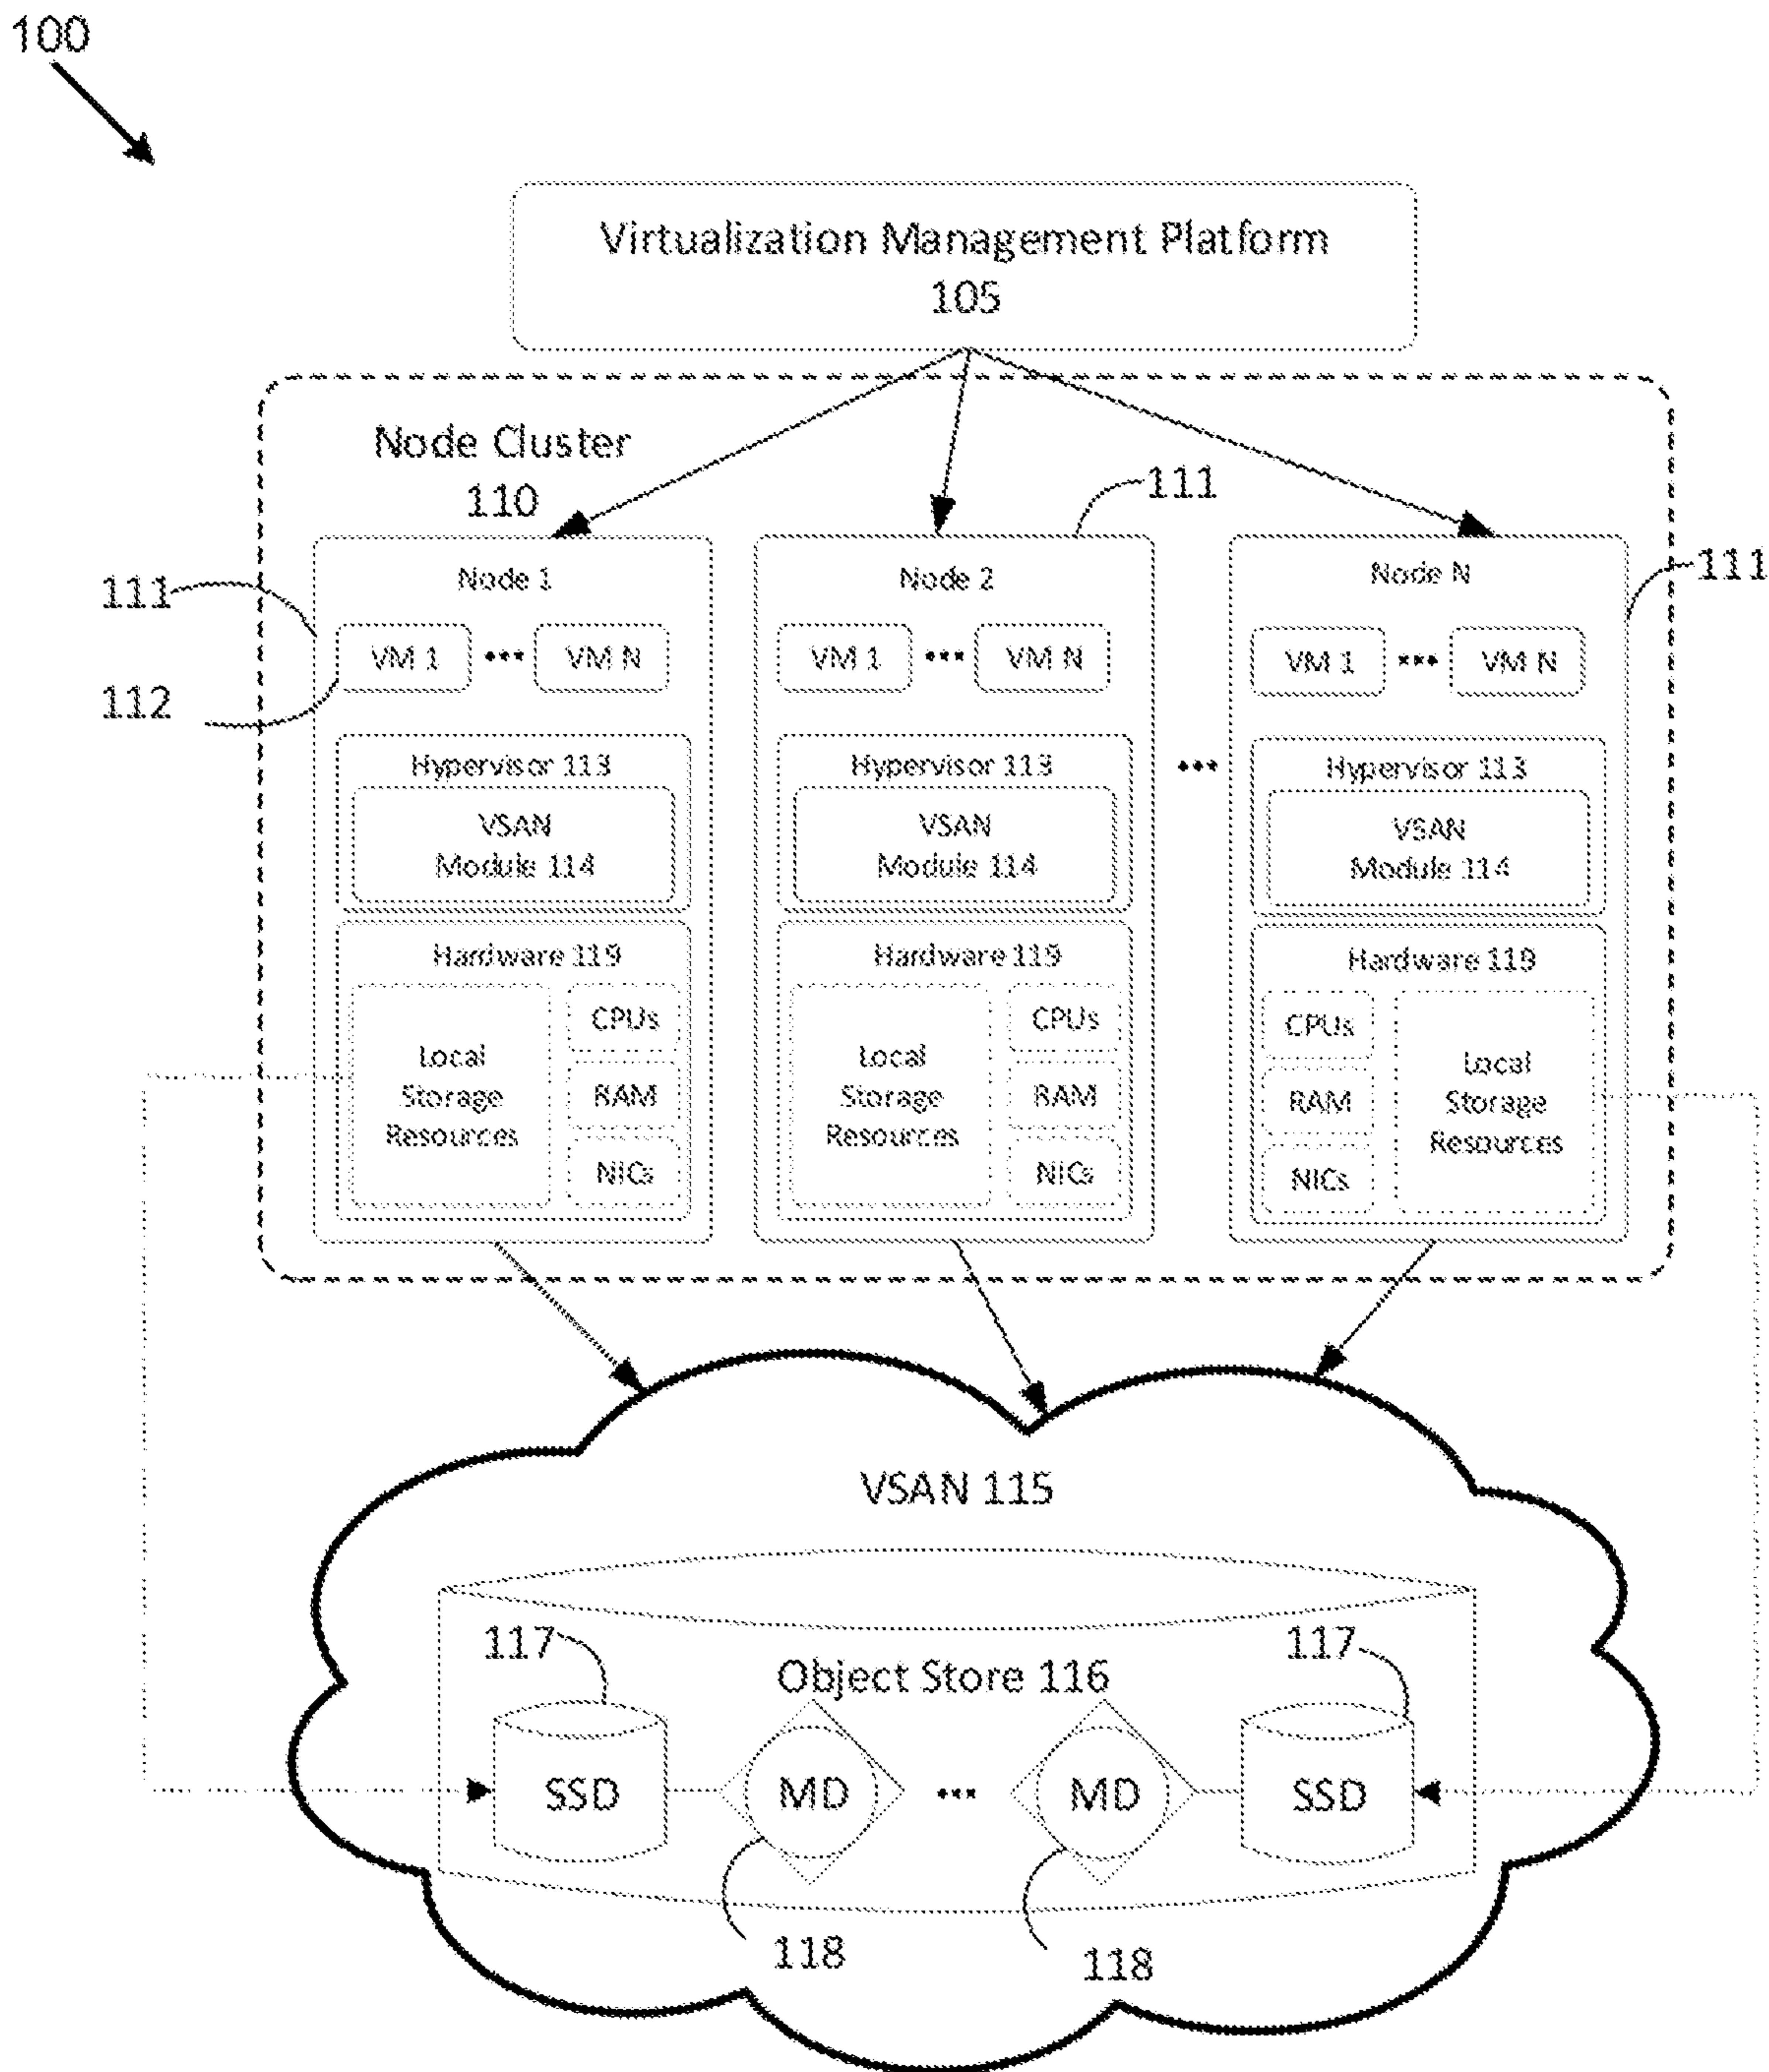 100
Virtualization Management Platform
105
Node Cluster
110
111
111
111
112
Node 1
VM 1 ••• VM N
Hypervisor 113
VSAN
Module 114
Hardware 119
Local
Storage
Resources
CPUs
RAM
NICs
Node 2
VM 1 ••• VM N
Hypervisor 113
VSAN
Module 114
Hardware 119
Local
Storage
Resources
CPUs
RAM
NICs
•••
Node N
VM 1 ••• VM N
Hypervisor 113
VSAN
Module 114
Hardware 119
CPUs
RAM
NICs
Local
Storage
Resources
VSAN 115
117
117
Object Store 116
SSD
MD
•••
MD
SSD
118
118